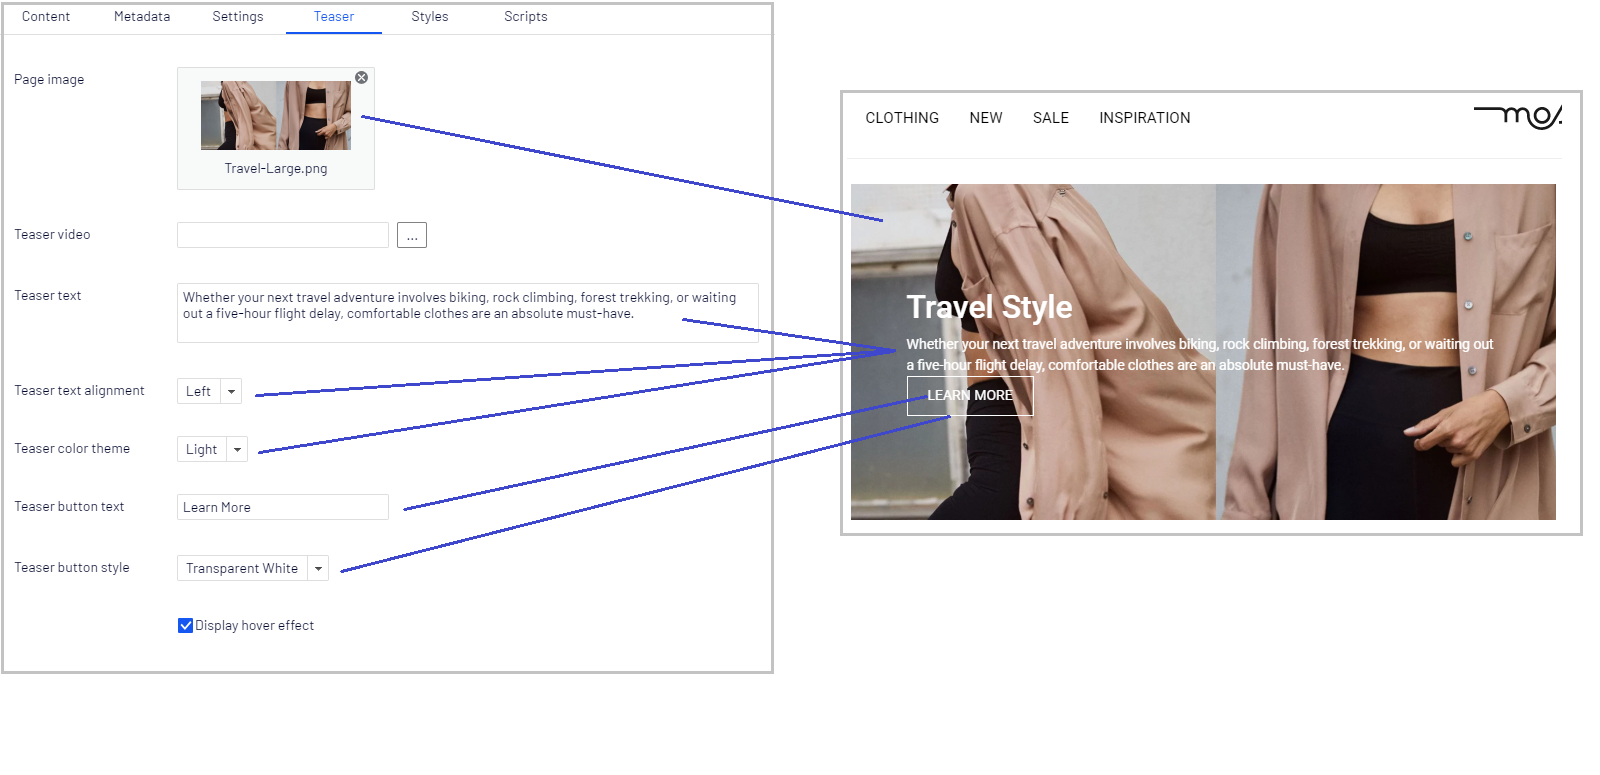 Content Metadata Settings Teaser Styles Scripts
Page image
Travel-Large.png
Teaser video
...
Teaser text
Whether your next travel adventure involves biking, rock climbing, forest trekking, or waiting
out a five-hour flight delay, comfortable clothes are an absolute must-have.
Teaser text alignment
Left
Teaser color theme
Light
Teaser button text
Learn More
Teaser button style
Transparent White
Display hover effect
CLOTHING NEW SALE INSPIRATION
mo/.
Travel Style
Whether your next travel adventure involves biking, rock climbing, forest trekking, or waiting out
a five-hour flight delay, comfortable clothes are an absolute must-have.
LEARN MORE